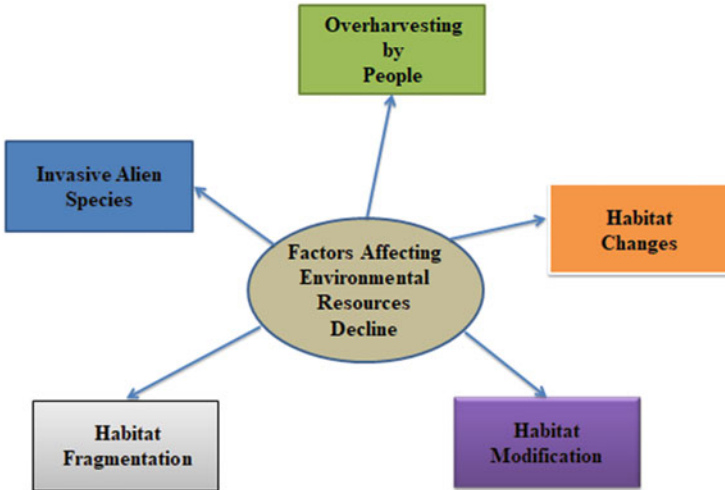 Overharvesting
by
People
Invasive Alien
Species
Habitat
Changes
Factors Affecting
Environmental
Resources
Decline
Habitat
Fragmentation
Habitat
Modification